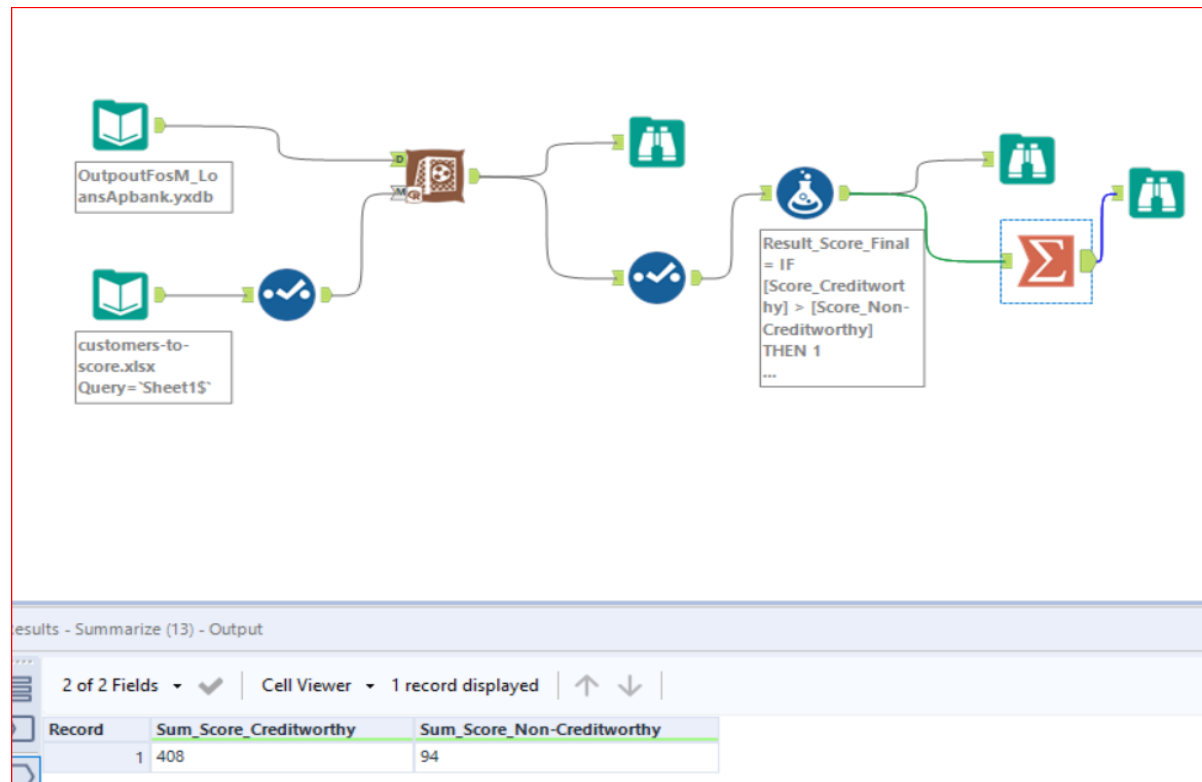 OutpoutFosM_Lo
ansApbank.yxdb
D
M
R
customers-to-
score.xlsx
Query=`Sheet1$`
Result_Score_Final
= IF
[Score_Creditwort
hy] > [Score_Non-
Creditworthy]
THEN 1
...
esults - Summarize (13) - Output
2 of 2 Fields
Cell Viewer
1 record displayed
Record Sum_Score_Creditworthy Sum_Score_Non-Creditworthy
1 408 94